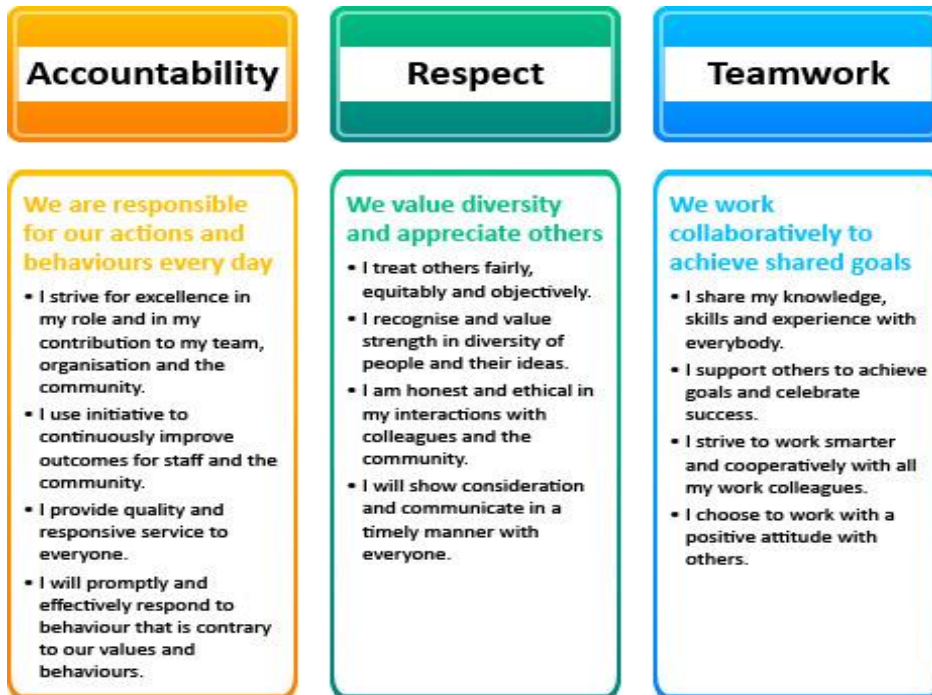 Accountability
We are responsible
for our actions and
behaviours every day
• I strive for excellence in
my role and in my
contribution to my team,
organisation and the
community.
• I use initiative to
continuously improve
outcomes for staff and the
community.
• I provide quality and
responsive service to
everyone.
• I will promptly and
effectively respond to
behaviour that is contrary
to our values and
behaviours.
Respect
We value diversity
and appreciate others
• I treat others fairly,
equitably and objectively.
• I recognise and value
strength in diversity of
people and their ideas.
• I am honest and ethical in
my interactions with
colleagues and the
community.
• I will show consideration
and communicate in a
timely manner with
everyone.
Teamwork
We work
collaboratively to
achieve shared goals
• I share my knowledge,
skills and experience with
everybody.
• I support others to achieve
goals and celebrate
success.
• I strive to work smarter
and cooperatively with all
my work colleagues.
• I choose to work with a
positive attitude with
others.